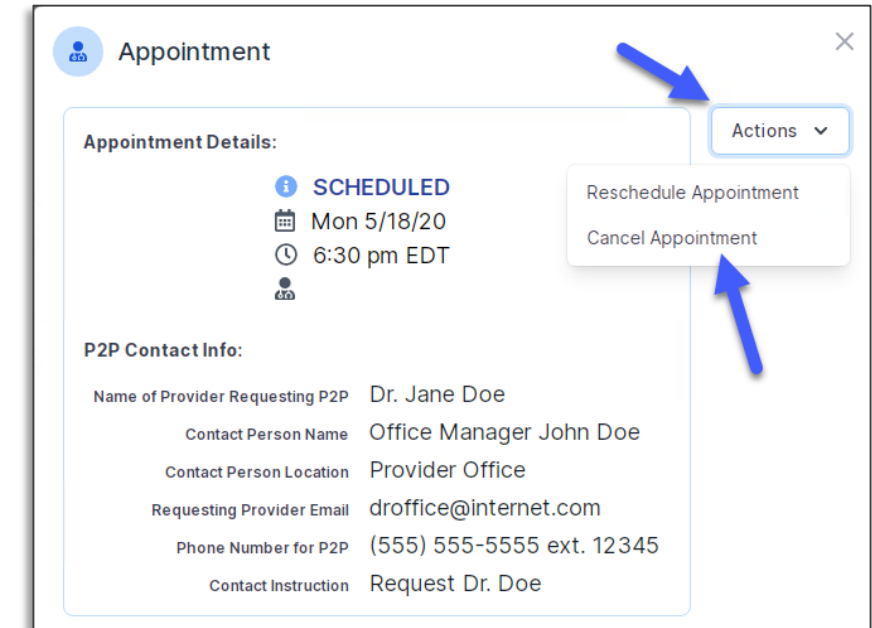 Appointment
Actions
Appointment Details:
SCHEDULED
Mon 5/18/20
6:30 pm EDT
Reschedule Appointment
Cancel Appointment
P2P Contact Info:
Name of Provider Requesting P2P Dr. Jane Doe
Contact Person Name Office Manager John Doe
Contact Person Location Provider Office
Requesting Provider Email droffice@internet.com
Phone Number for P2P (555) 555-5555 ext. 12345
Contact Instruction Request Dr. Doe